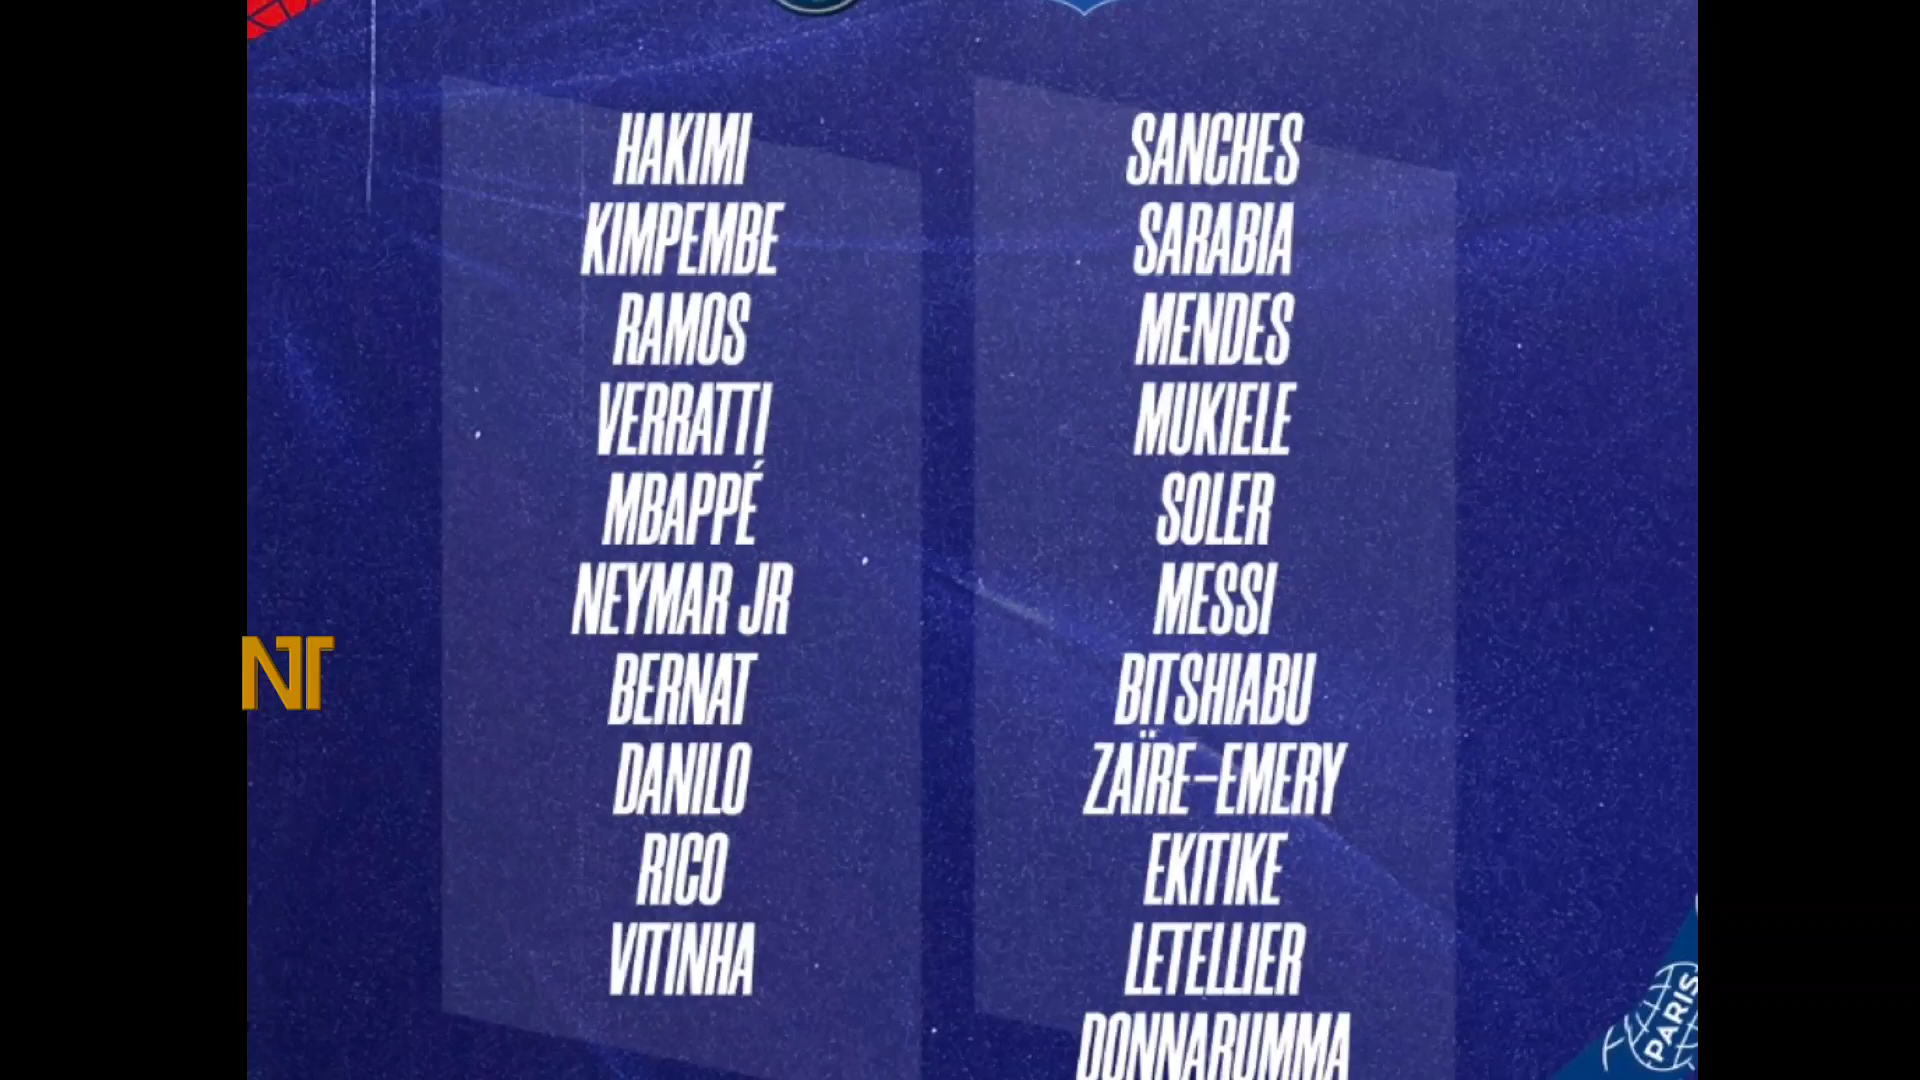 HAKIMI
KIMPEMBE
RAMOS
VERRATTI
MBAPPÉ
NEYMAR JR
BERNAT
DANILO
RICO
VITINHA
SANCHES
SARABIA
MENDES
MUKIELE
SOLER
MESSI
BITSHIABU
ZAÏRE-EMERY
EKITIKE
LETELLIER
DONNARUMMA
NT
PARIS